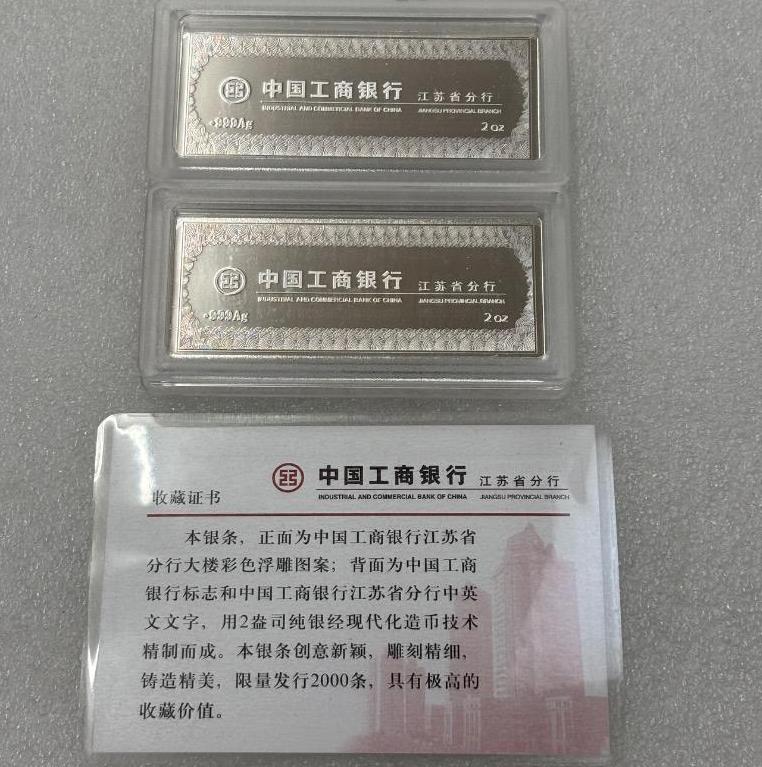 中国工商银行 江苏省分行
INDUSTRIAL AND COMMERCIAL BANK OF CHINA JIANGSU PROVINCIAL BRANCH
·999Ag 2oz
中国工商银行 江苏省分行
INDUSTRIAL AND COMMERCIAL BANK OF CHINA JIANGSU PROVINCIAL BRANCH
·999Ag 2oz
中国工商银行 江苏省分行
收藏证书 INDUSTRIAL AND COMMERCIAL BANK OF CHINA JIANGSU PROVINCIAL BRANCH
本银条，正面为中国工商银行江苏省
分行大楼彩色浮雕图案；背面为中国工商
银行标志和中国工商银行江苏省分行中英
文文字，用2盎司纯银经现代化造币技术
精制而成。本银条创意新颖，雕刻精细，
铸造精美，限量发行2000条，具有极高的
收藏价值。